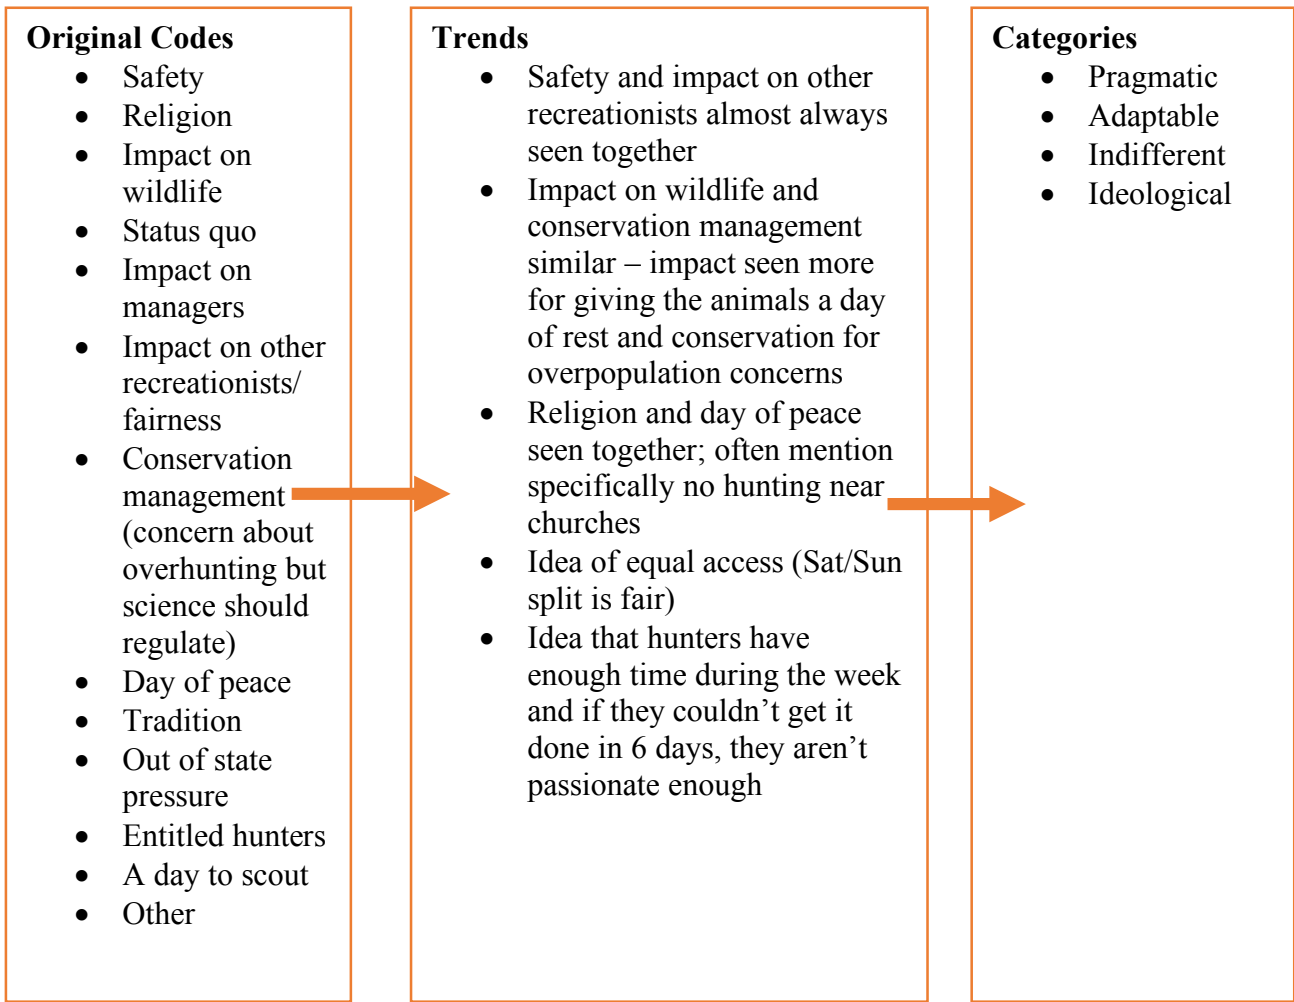 Original Codes
• Safety
• Religion
• Impact on
wildlife
• Status quo
• Impact on
managers
• Impact on other
recreationists/
fairness
• Conservation
management
(concern about
overhunting but
science should
regulate)
• Day of peace
• Tradition
• Out of state
pressure
• Entitled hunters
• A day to scout
• Other
Trends
• Safety and impact on other
recreationists almost always
seen together
• Impact on wildlife and
conservation management
similar – impact seen more
for giving the animals a day
of rest and conservation for
overpopulation concerns
• Religion and day of peace
seen together; often mention
specifically no hunting near
churches
• Idea of equal access (Sat/Sun
split is fair)
• Idea that hunters have
enough time during the week
and if they couldn’t get it
done in 6 days, they aren’t
passionate enough
Categories
• Pragmatic
• Adaptable
• Indifferent
• Ideological